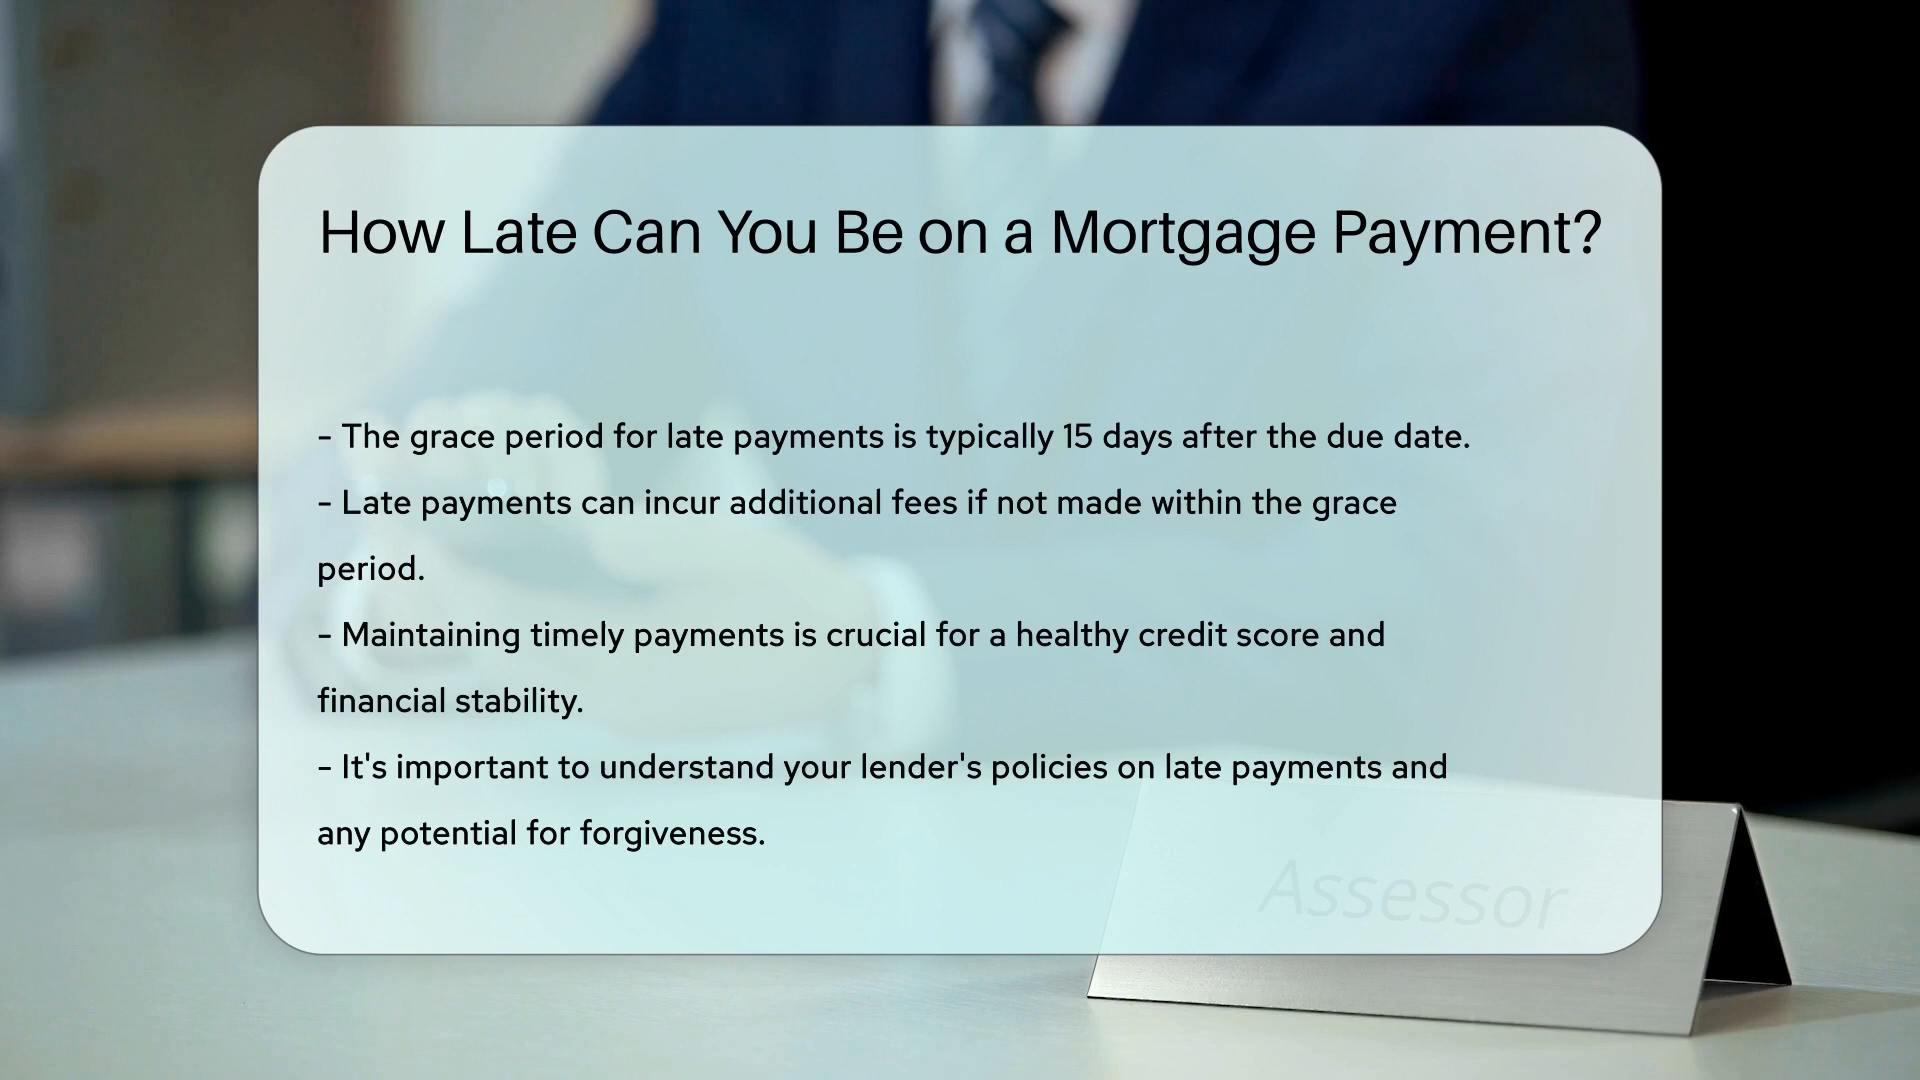 How Late Can You Be on a Mortgage Payment?
- The grace period for late payments is typically 15 days after the due date.
- Late payments can incur additional fees if not made within the grace
period.
- Maintaining timely payments is crucial for a healthy credit score and
financial stability.
- It's important to understand your lender's policies on late payments and
any potential for forgiveness.
Assessor